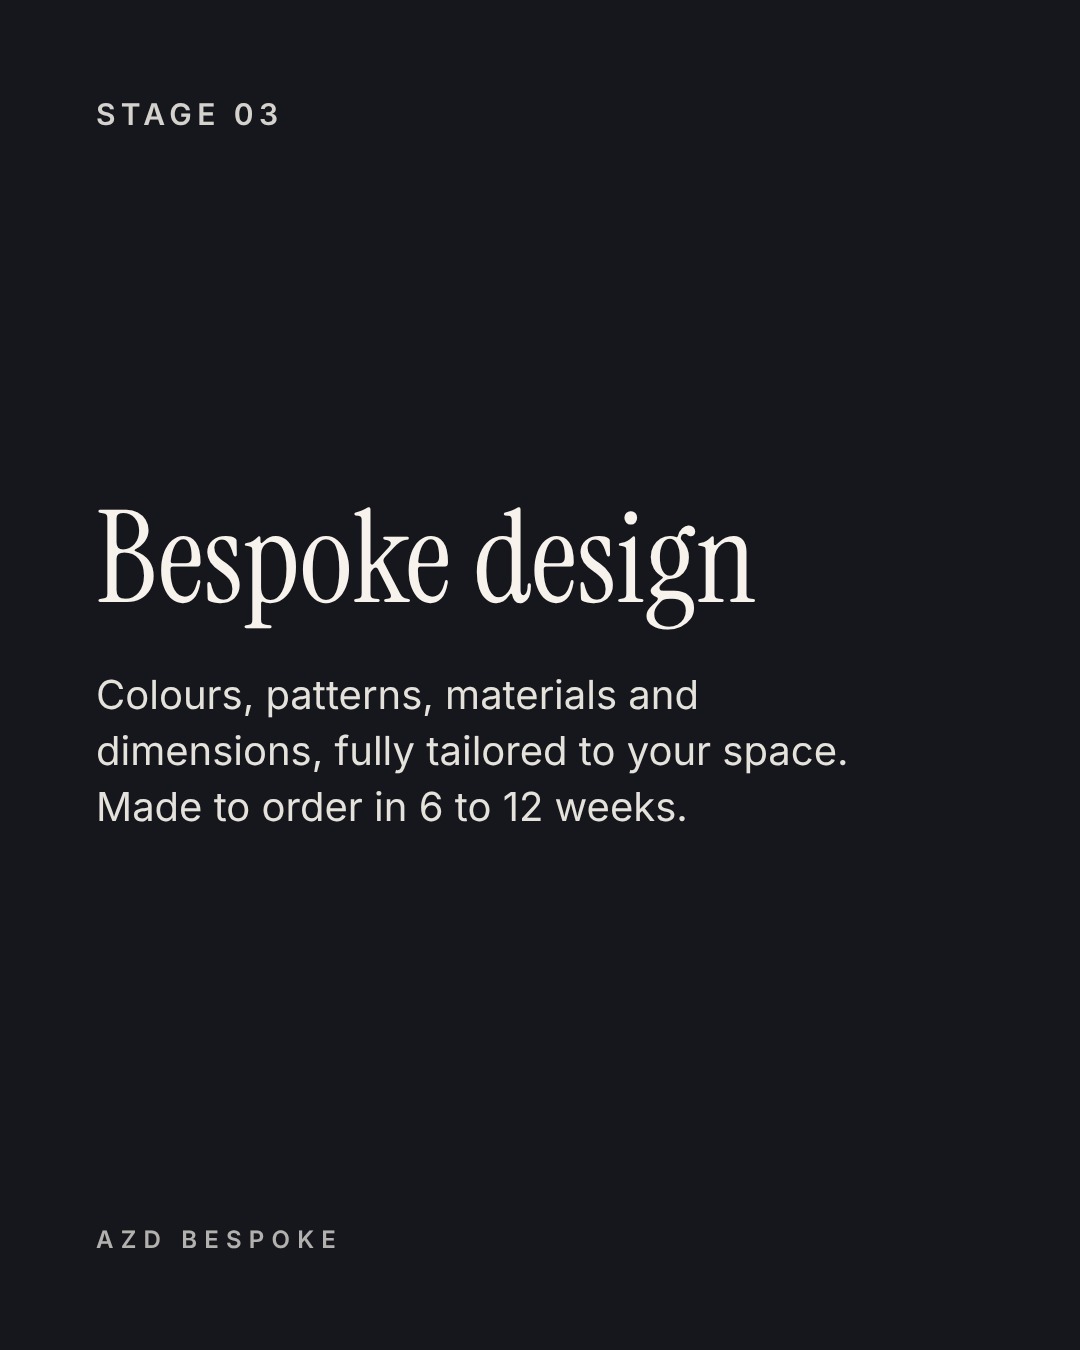 STAGE 03
Bespoke design
Colours, patterns, materials and
dimensions, fully tailored to your space.
Made to order in 6 to 12 weeks.
AZD BESPOKE